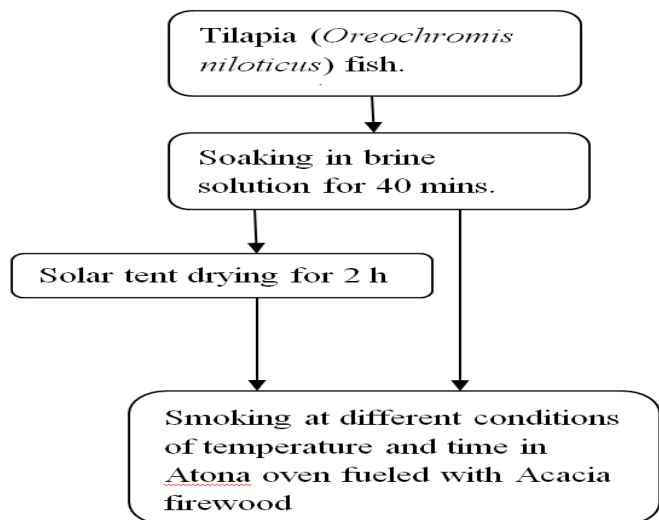 Tilapia (Oreochromis
niloticus) fish.
Soaking in brine
solution for 40 mins.
Solar tent drying for 2 h
Smoking at different conditions
of temperature and time in
Atona oven fueled with Acacia
firewood